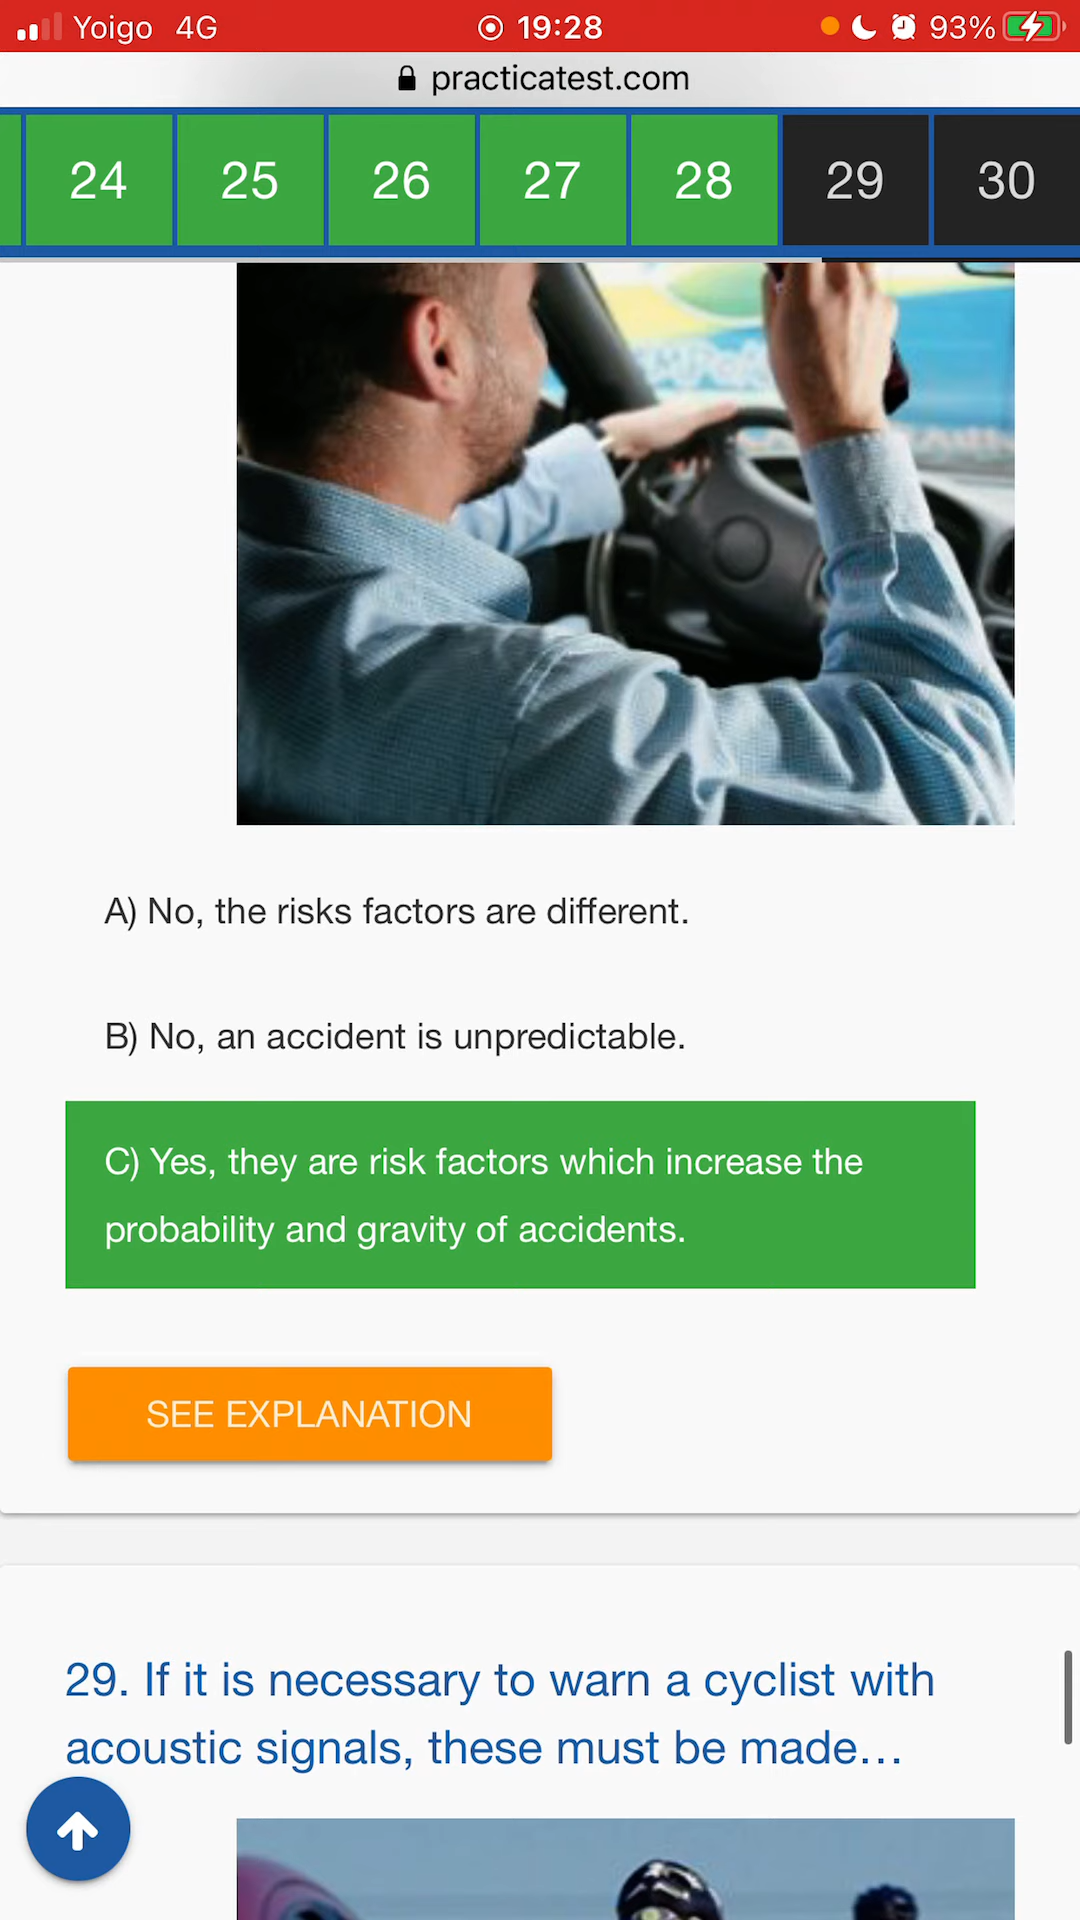 Yoigo 4G 19:28 93%
practicatest.com
24 25 26 27 28 29 30
A) No, the risks factors are different.
B) No, an accident is unpredictable.
C) Yes, they are risk factors which increase the
probability and gravity of accidents.
SEE EXPLANATION
29. If it is necessary to warn a cyclist with
acoustic signals, these must be made...